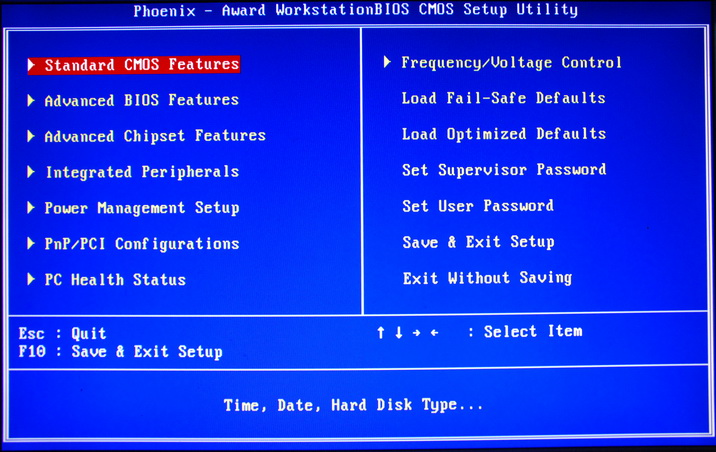 Phoenix - Award WorkstationBIOS CMOS Setup Utility
Standard CMOS Features
Advanced BIOS Features
Advanced Chipset Features
Integrated Peripherals
Power Management Setup
PnP/PCI Configurations
PC Health Status
Frequency/Voltage Control
Load Fail-Safe Defaults
Load Optimized Defaults
Set Supervisor Password
Set User Password
Save & Exit Setup
Exit Without Saving
Esc : Quit
F10 : Save & Exit Setup
↑ ↓ → ← : Select Item
Time, Date, Hard Disk Type...